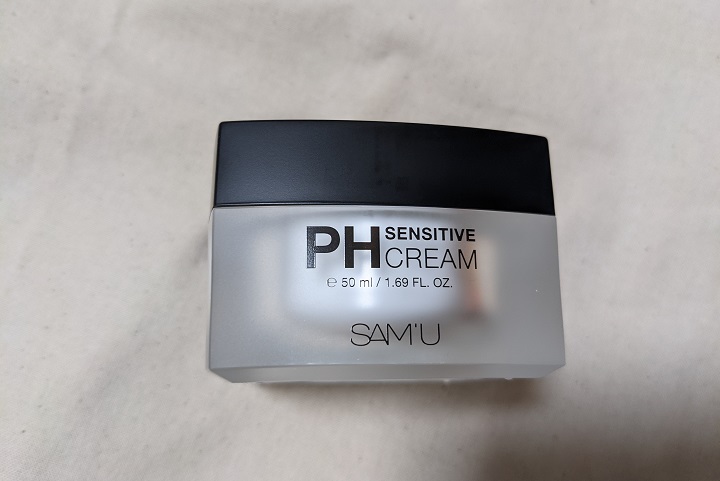 PH SENSITIVE
CREAM
℮ 50 ml / 1.69 FL. OZ.
SAM'U